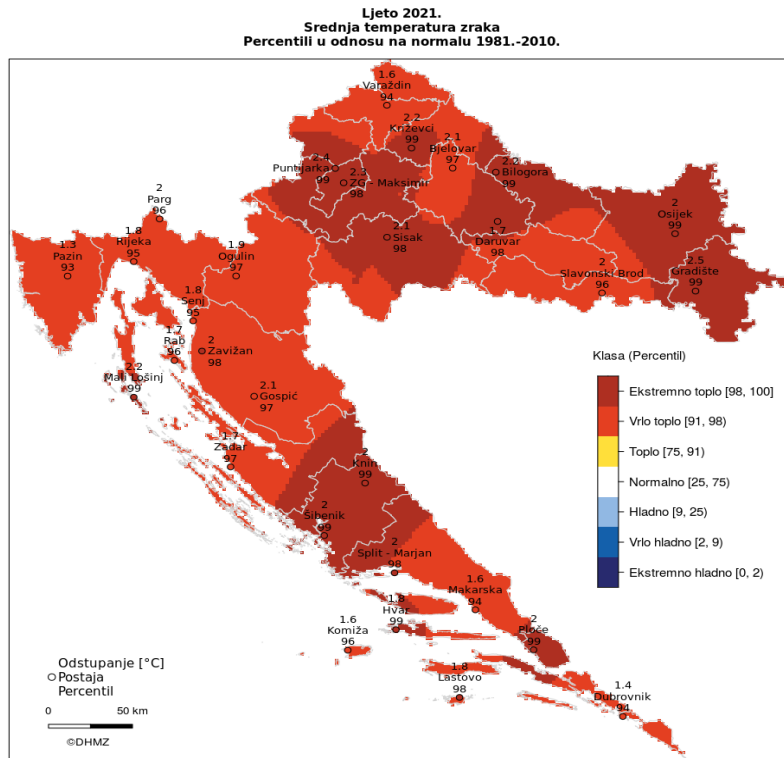 Ljeto 2021.
Srednja temperatura zraka
Percentili u odnosu na normalu 1981.-2010.
1.6
Varaždin
94
2.2
Križevci
99
2.1
Bjelovar
97
2.4
Puntijarka
99
2.3
ZG - Maksimir
98
2.2
Bilogora
99
2
Parg
96
2
Osijek
99
1.8
Rijeka
95
2.1
Sisak
98
1.7
Daruvar
98
1.3
Pazin
93
1.9
Ogulin
97
2
Slavonski Brod
96
2.5
Gradište
99
1.8
Senj
95
1.7
Rab
96
2
Zavižan
98
2.2
Mali Lošinj
99
2.1
Gospić
97
1.7
Zadar
97
2
Knin
99
2
Šibenik
99
2
Split - Marjan
98
1.6
Makarska
94
1.8
Hvar
99
1.6
Komiža
96
2
Ploče
99
1.8
Lastovo
98
1.4
Dubrovnik
94
Klasa (Percentil)
Ekstremno toplo [98, 100]
Vrlo toplo [91, 98)
Toplo [75, 91)
Normalno [25, 75)
Hladno [9, 25)
Vrlo hladno [2, 9)
Ekstremno hladno [0, 2)
Odstupanje [°C]
Postaja
Percentil
0 50 km
©DHMZ